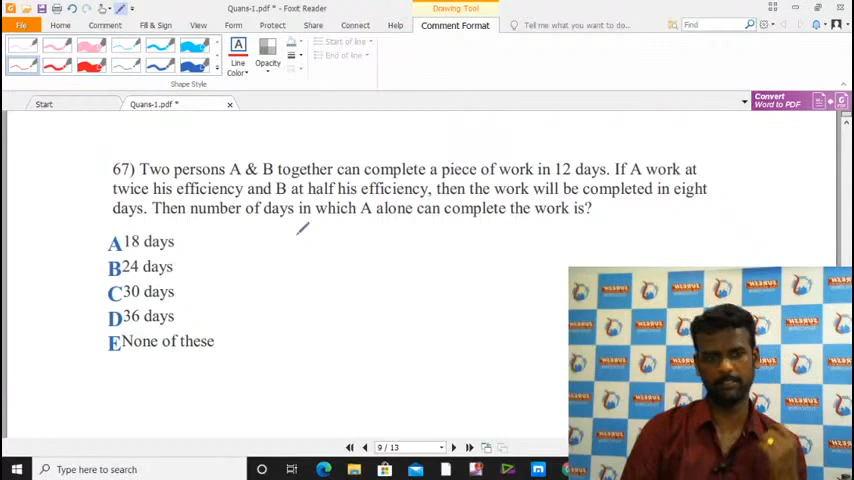 Quans-1.pdf * - Foxit Reader
Drawing Tool
File
Home
Comment
Fill & Sign
View
Form
Protect
Share
Connect
Help
Comment Format
Tell me what you want to do...
Find
Line
Color
Opacity
Start of line
End of line
Shape Style
Start
Quans-1.pdf *
Convert
Word to PDF
67) Two persons A & B together can complete a piece of work in 12 days. If A work at
twice his efficiency and B at half his efficiency, then the work will be completed in eight
days. Then number of days in which A alone can complete the work is?
A 18 days
B 24 days
C 30 days
D 36 days
E None of these
9 / 13
Type here to search